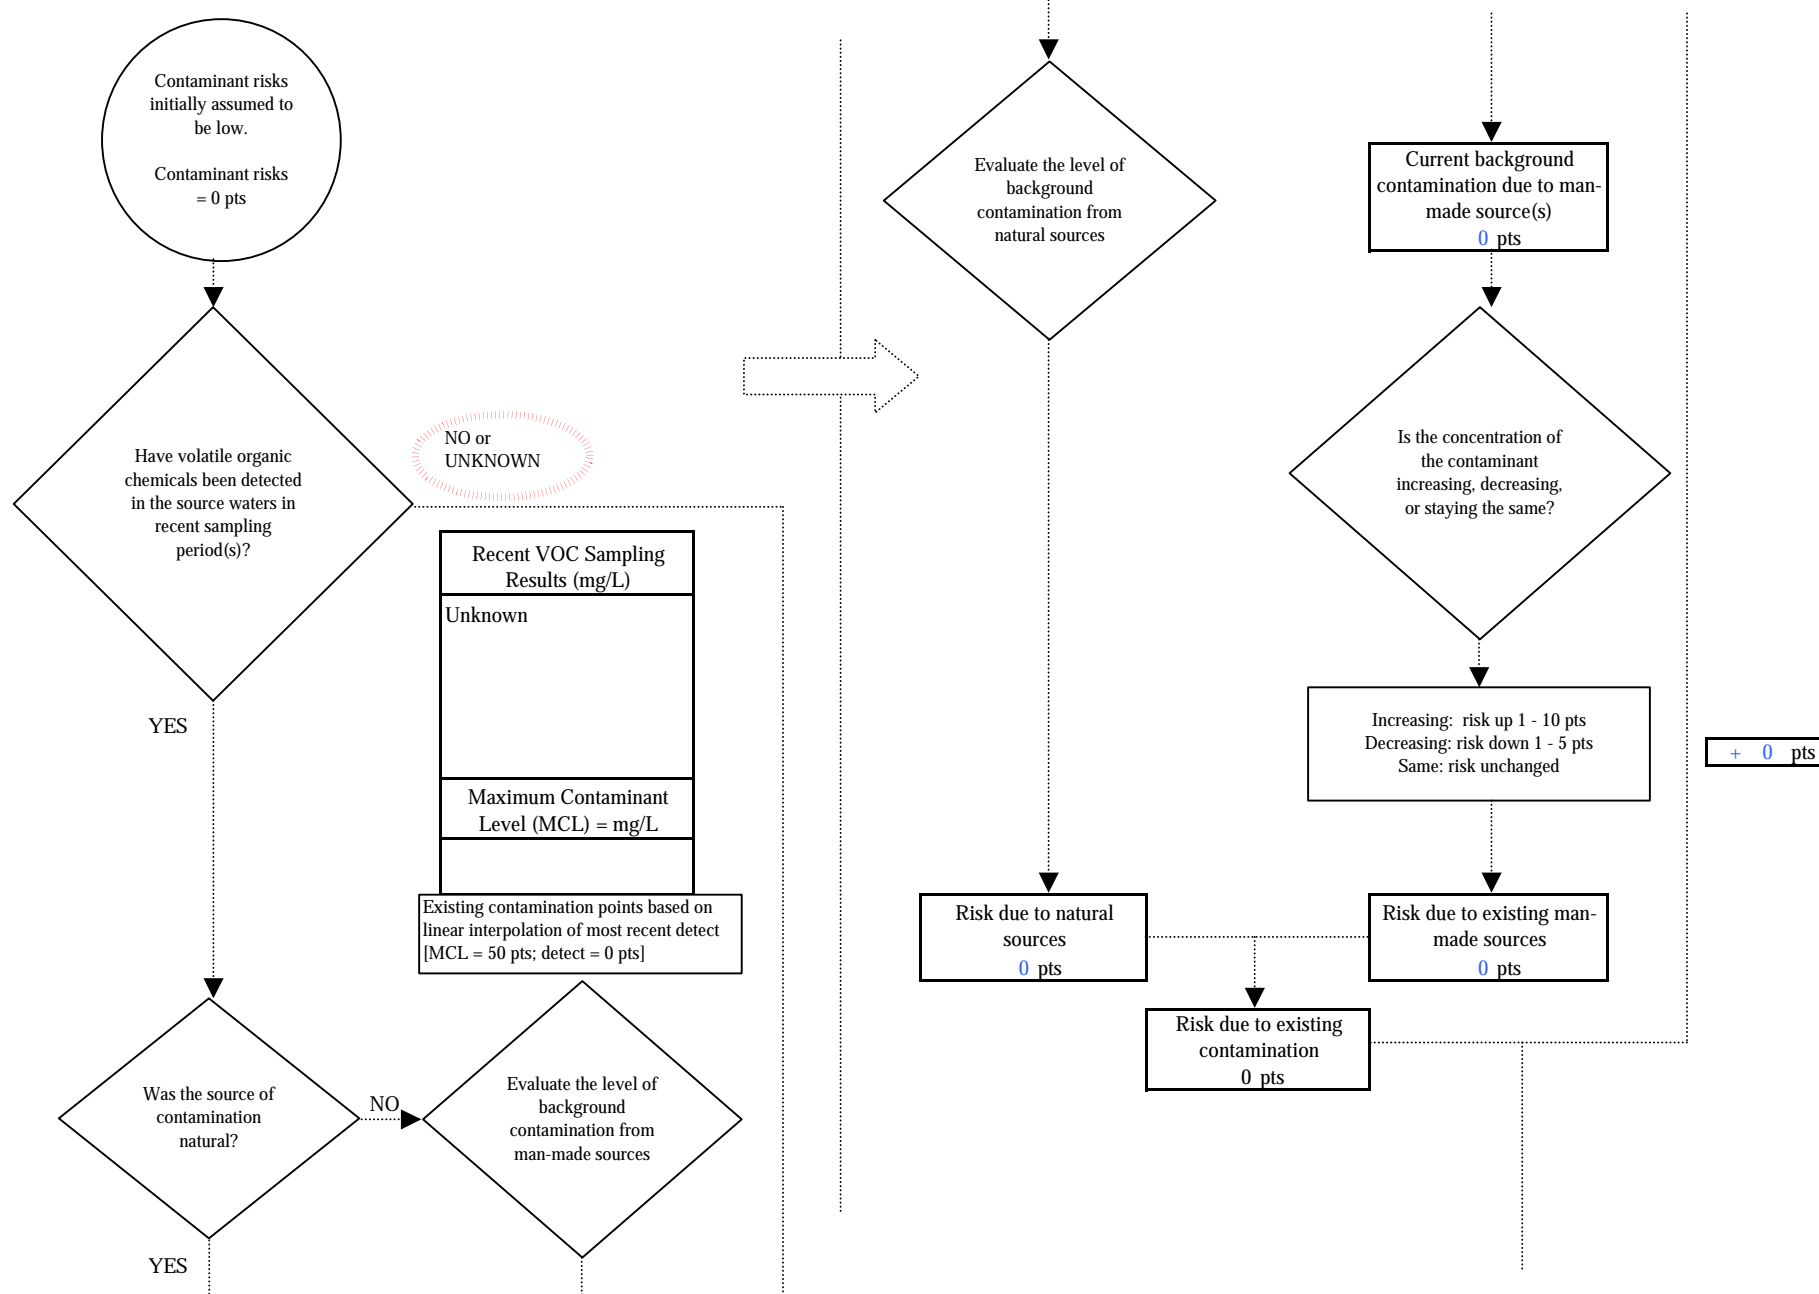 Contaminant risks
initially assumed to
be low.
Contaminant risks
= 0 pts
Have volatile organic
chemicals been detected
in the source waters in
recent sampling
period(s)?
NO or
UNKNOWN
YES
Recent VOC Sampling
Results (mg/L)
Unknown
Maximum Contaminant
Level (MCL) = mg/L
Existing contamination points based on
linear interpolation of most recent detect
[MCL = 50 pts; detect = 0 pts]
Was the source of
contamination
natural?
NO
Evaluate the level of
background
contamination from
man-made sources
YES
Evaluate the level of
background
contamination from
natural sources
Current background
contamination due to man-
made source(s)
0 pts
Is the concentration of
the contaminant
increasing, decreasing,
or staying the same?
Increasing: risk up 1 - 10 pts
Decreasing: risk down 1 - 5 pts
Same: risk unchanged
+ 0 pts
Risk due to natural
sources
0 pts
Risk due to existing man-
made sources
0 pts
Risk due to existing
contamination
0 pts